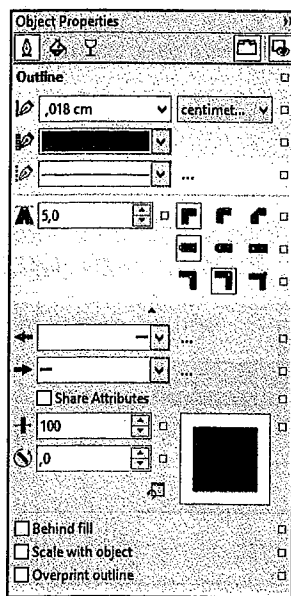 Object Properties
Outline
,018 cm centimet...
...
5,0
...
...
Share Attributes
100
,0
Behind fill
Scale with object
Overprint outline